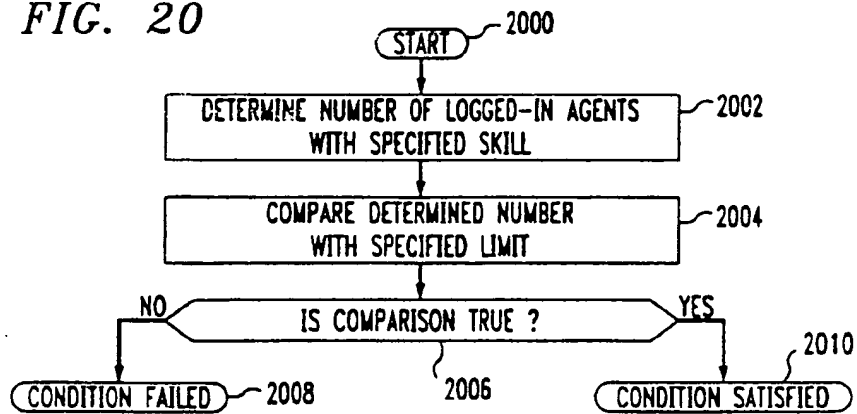 FIG. 20
START
2000
DETERMINE NUMBER OF LOGGED-IN AGENTS
WITH SPECIFIED SKILL
2002
COMPARE DETERMINED NUMBER
WITH SPECIFIED LIMIT
2004
NO
IS COMPARISON TRUE ?
YES
2006
2010
CONDITION FAILED
2008
CONDITION SATISFIED